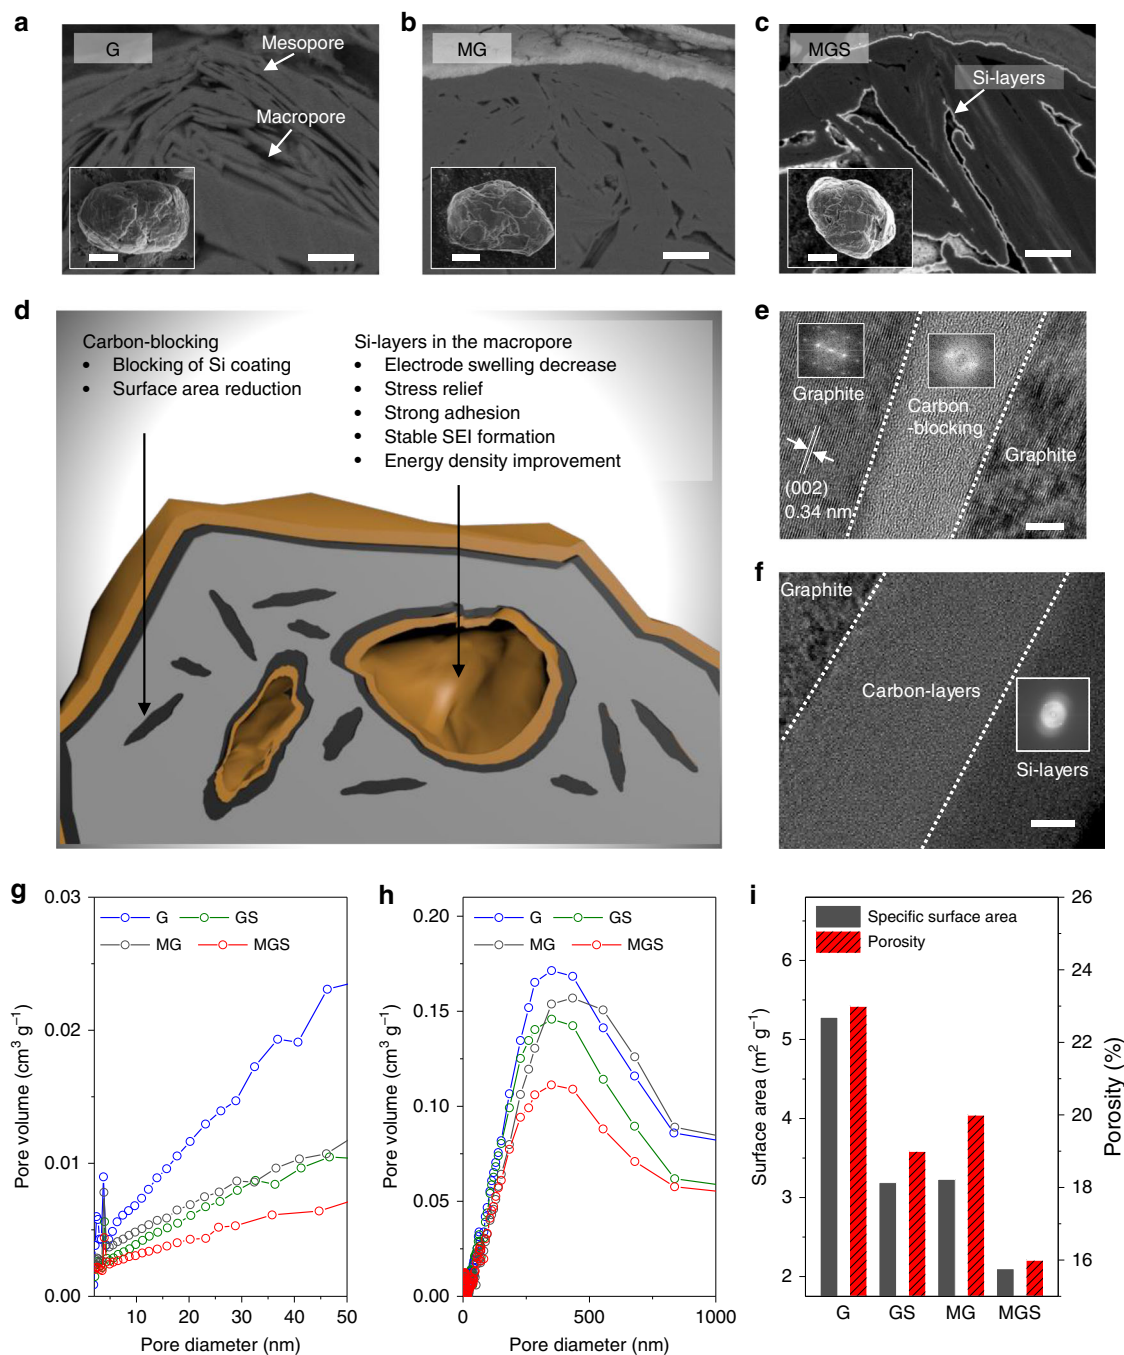 a
G
Mesopore
Macropore
b
MG
c
MGS
Si-layers
d
Carbon-blocking
• Blocking of Si coating
• Surface area reduction
Si-layers in the macropore
• Electrode swelling decrease
• Stress relief
• Strong adhesion
• Stable SEI formation
• Energy density improvement
e
Graphite
Carbon
-blocking
Graphite
(002)
0.34 nm
f
Graphite
Carbon-layers
Si-layers
g
G GS
MG MGS
Pore volume (cm³ g⁻¹)
0.03
0.02
0.01
0.00
10 20 30 40 50
Pore diameter (nm)
h
G GS
MG MGS
Pore volume (cm³ g⁻¹)
0.20
0.15
0.10
0.05
0.00
0 500 1000
Pore diameter (nm)
i
Specific surface area
Porosity
Surface area (m² g⁻¹)
6
5
4
3
2
26
24
22
20
18
16
Porosity (%)
G GS MG MGS